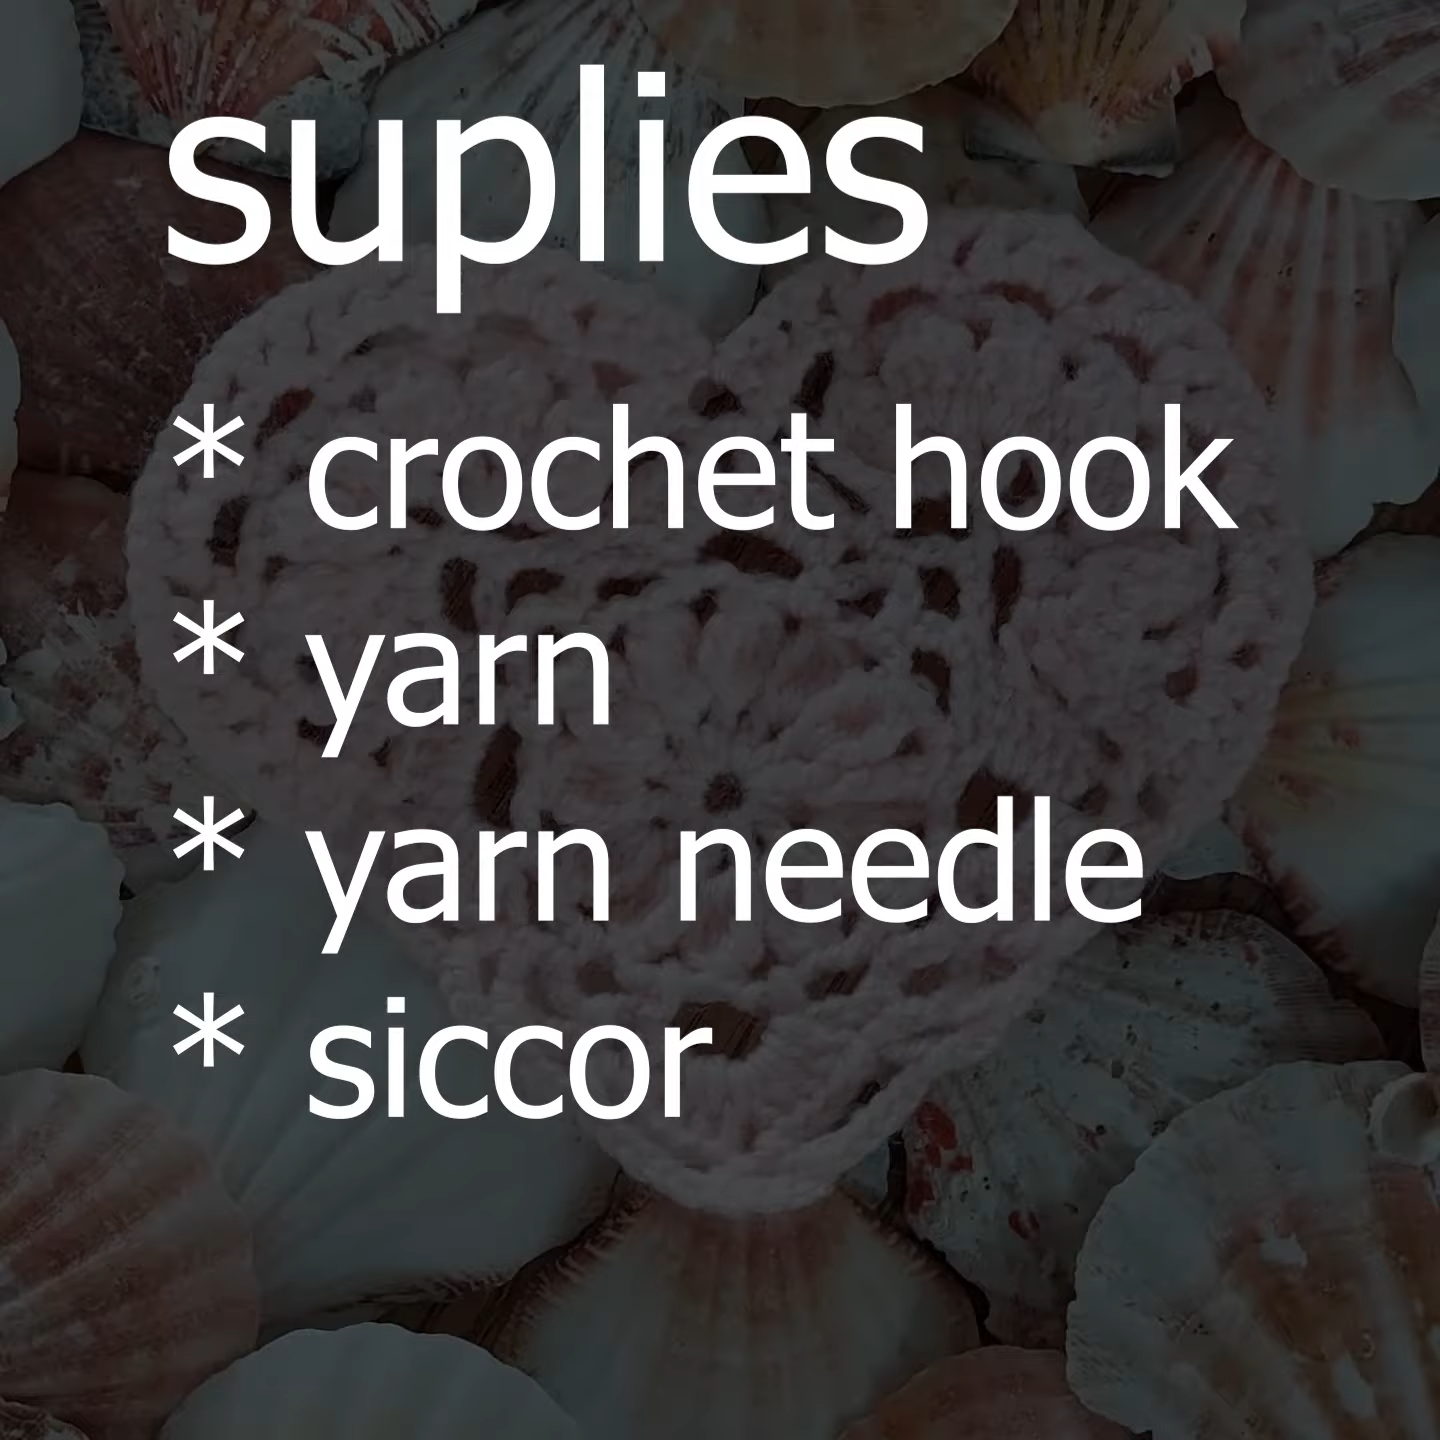 suplies
* crochet hook
* yarn
* yarn needle
* siccor